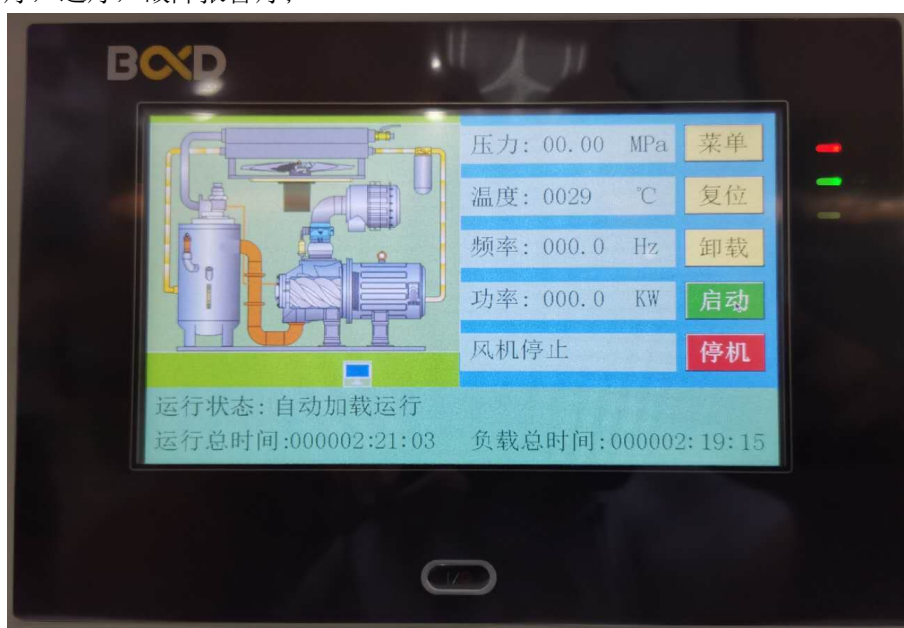 BOXD
压力: 00.00 MPa 菜单
温度: 0029 ℃ 复位
频率: 000.0 Hz 卸载
功率: 000.0 KW 启动
风机停止 停机
运行状态: 自动加载运行
运行总时间:000002:21:03 负载总时间:000002:19:15